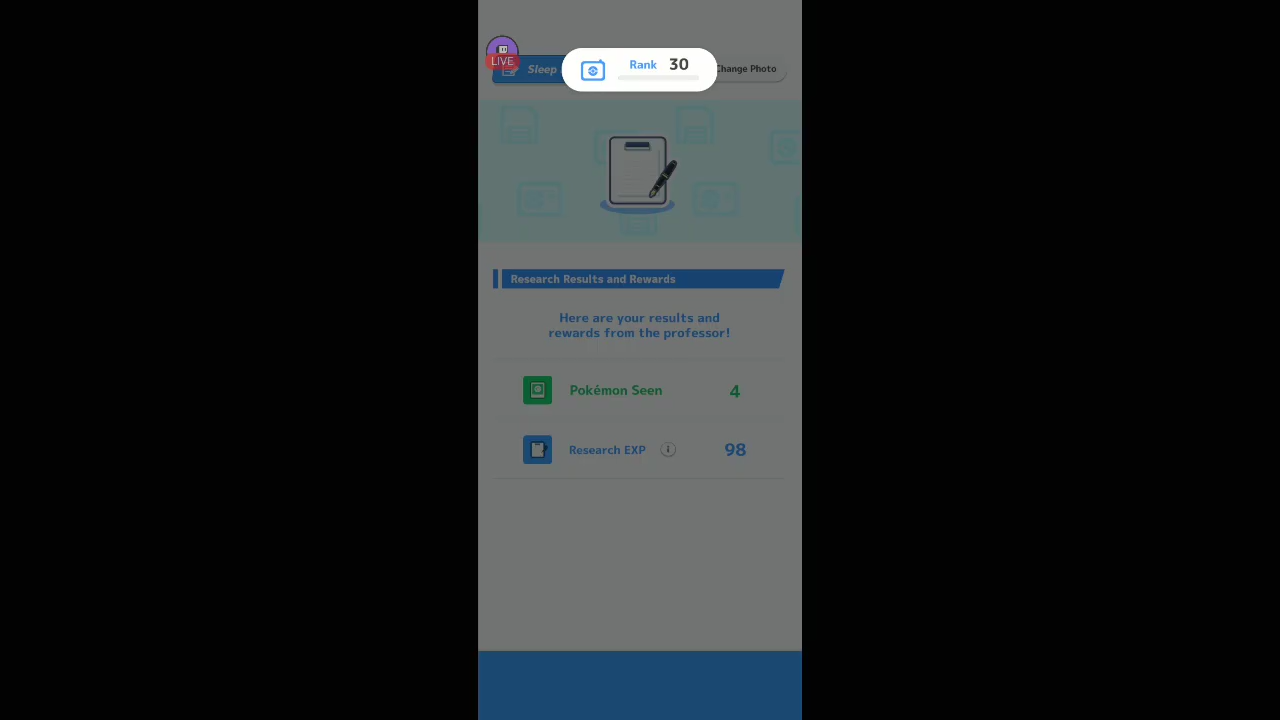 LIVE
Sleep
Rank 30
Change Photo
Research Results and Rewards
Here are your results and
rewards from the professor!
Pokémon Seen 4
Research EXP i 98